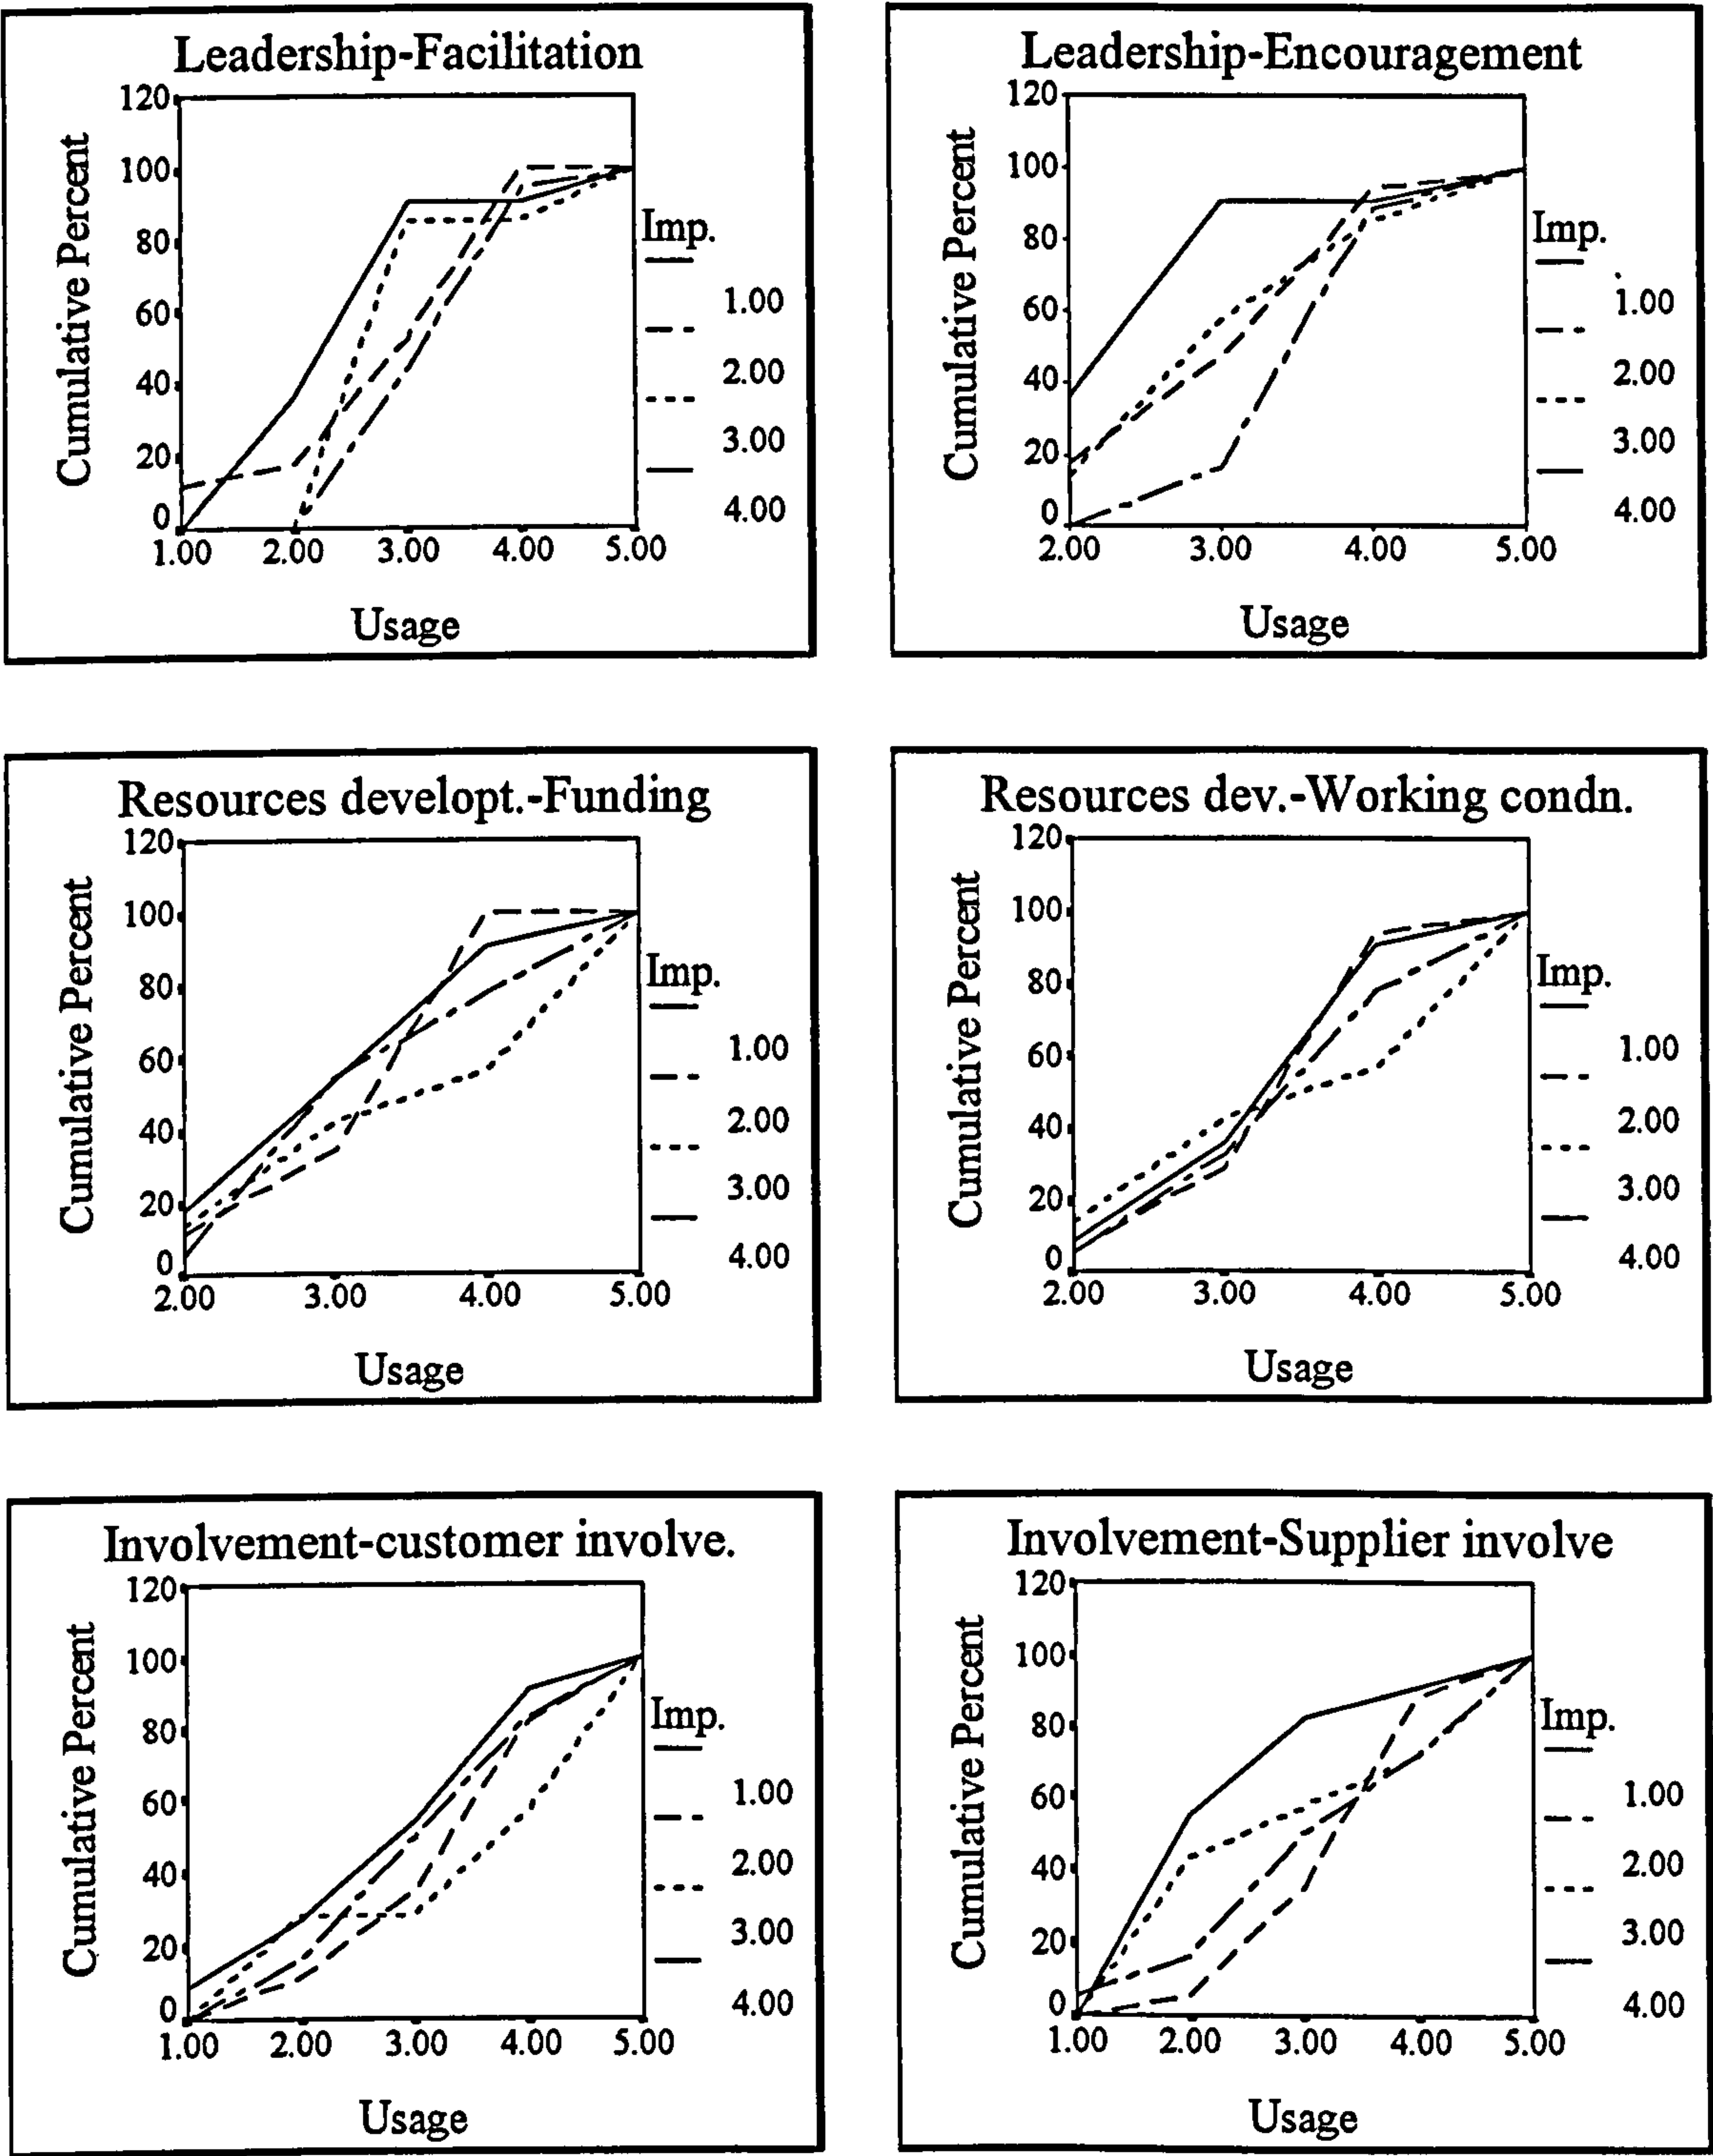 Leadership-Facilitation
120
100
80
60
40
20
0
Cumulative Percent
1.00 2.00 3.00 4.00 5.00
Usage
Imp.
1.00
2.00
3.00
4.00
Leadership-Encouragement
120
100
80
60
40
20
0
Cumulative Percent
2.00 3.00 4.00 5.00
Usage
Imp.
1.00
2.00
3.00
4.00
Resources developt.-Funding
120
100
80
60
40
20
0
Cumulative Percent
2.00 3.00 4.00 5.00
Usage
Imp.
1.00
2.00
3.00
4.00
Resources dev.-Working condn.
120
100
80
60
40
20
0
Cumulative Percent
2.00 3.00 4.00 5.00
Usage
Imp.
1.00
2.00
3.00
4.00
Involvement-customer involve.
120
100
80
60
40
20
0
Cumulative Percent
1.00 2.00 3.00 4.00 5.00
Usage
Imp.
1.00
2.00
3.00
4.00
Involvement-Supplier involve
120
100
80
60
40
20
0
Cumulative Percent
1.00 2.00 3.00 4.00 5.00
Usage
Imp.
1.00
2.00
3.00
4.00